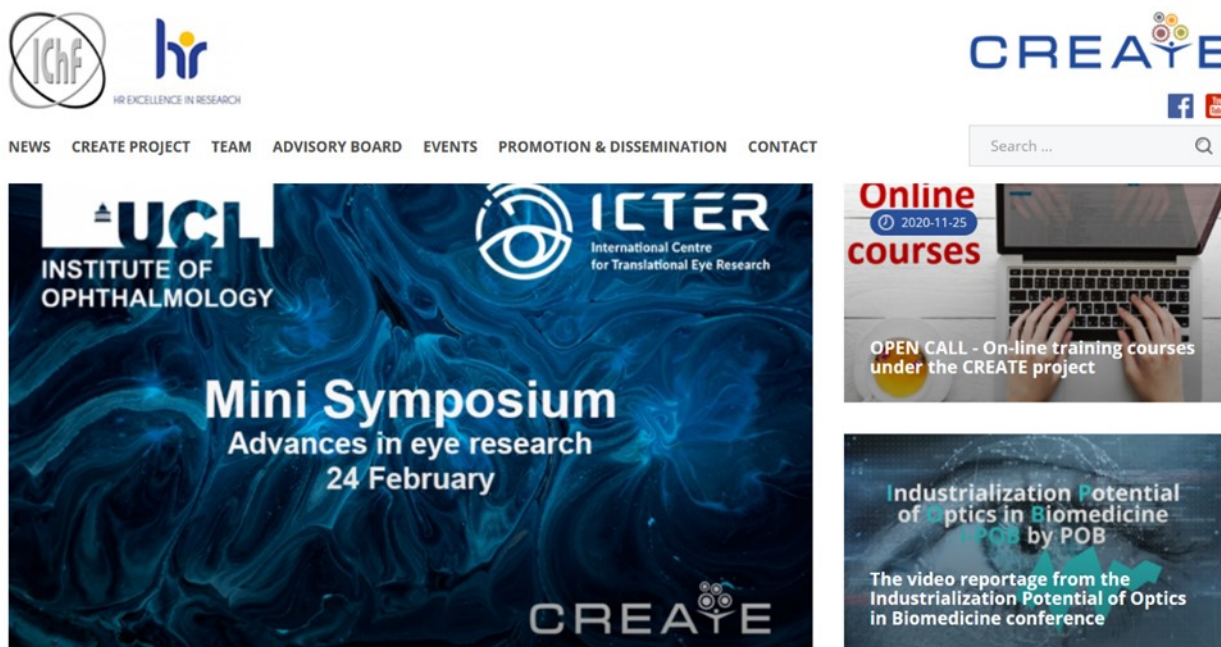 IChF
hr
HR EXCELLENCE IN RESEARCH
CREATE
f
You
NEWS CREATE PROJECT TEAM ADVISORY BOARD EVENTS PROMOTION & DISSEMINATION CONTACT
Search ...
UCL
INSTITUTE OF
OPHTHALMOLOGY
ICTER
International Centre
for Translational Eye Research
Mini Symposium
Advances in eye research
24 February
CREATE
Online
2020-11-25
courses
OPEN CALL - On-line training courses
under the CREATE project
Industrialization Potential
of Optics in Biomedicine
I-POB by POB
The video reportage from the
Industrialization Potential of Optics
in Biomedicine conference